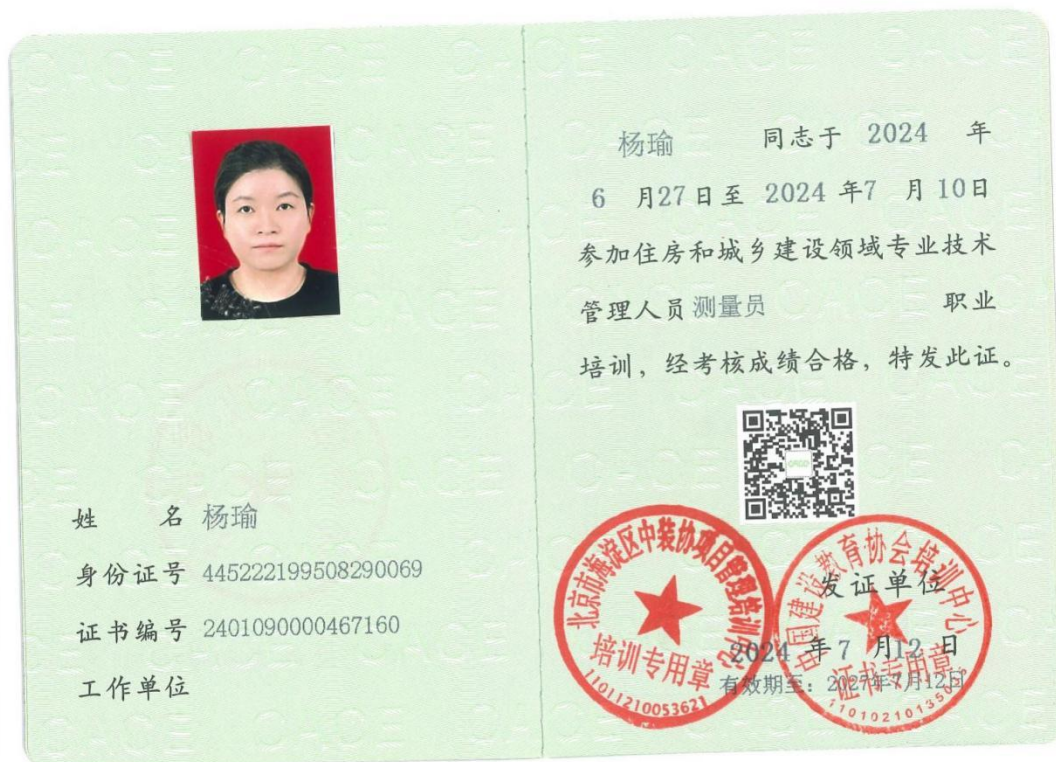 姓 名 杨瑜
身份证号 445222199508290069
证书编号 2401090000467160
工作单位
杨瑜 同志于 2024 年
6 月27日至 2024 年7 月10日
参加住房和城乡建设领域专业技术
管理人员测量员 职业
培训，经考核成绩合格，特发此证。
北京市海淀区中装协项目管理培训中心
培训专用章
11011210053621
中国建设教育协会培训中心
证书专用章
发证单位
2024 年 7 月12 日
有效期至：2027年7月12日
CACE